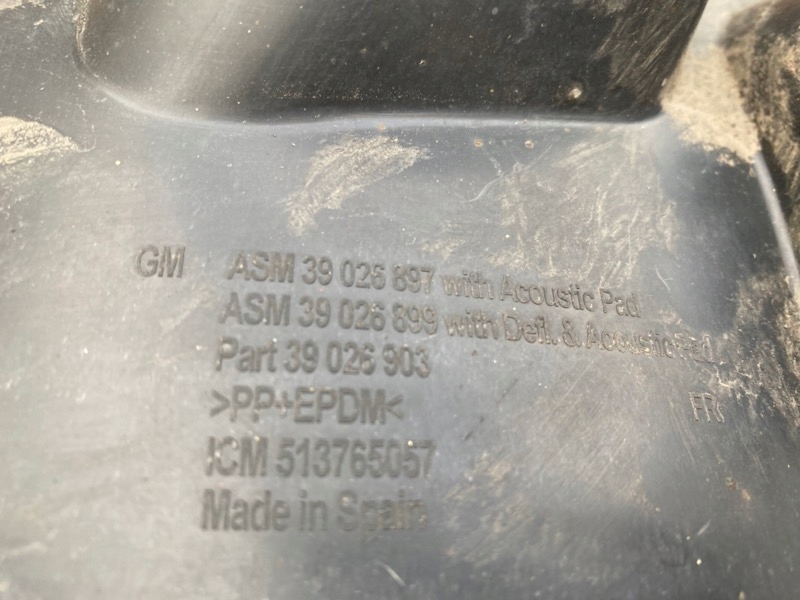 GM ASM 39 026 897 with Acoustic Pad
ASM 39 026 899 with Defl. & Acoustic Pad
Part 39 026 903
>PP+EPDM<
ICM 513765057
Made in Spain